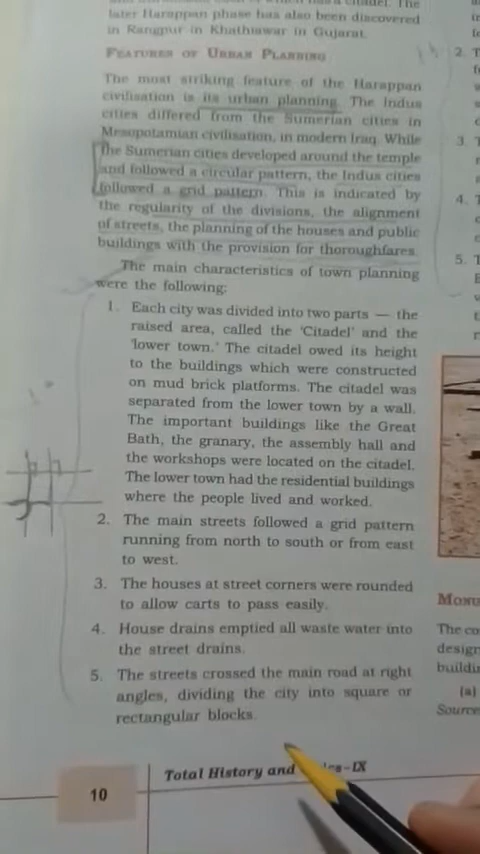 later Harappan phase has also been discovered
in Rangpur in Kathiawar in Gujarat.
FEATURES OF URBAN PLANNING
The most striking feature of the Harappan
civilisation is its urban planning. The Indus
cities differed from the Sumerian cities in
Mesopotamian civilisation, in modern Iraq. While
the Sumerian cities developed around the temple
and followed a circular pattern, the Indus cities
followed a grid pattern. This is indicated by
the regularity of the divisions, the alignment
of streets, the planning of the houses and public
buildings with the provision for thoroughfares.
The main characteristics of town planning
were the following:
1. Each city was divided into two parts — the
raised area, called the 'Citadel' and the
'lower town.' The citadel owed its height
to the buildings which were constructed
on mud brick platforms. The citadel was
separated from the lower town by a wall.
The important buildings like the Great
Bath, the granary, the assembly hall and
the workshops were located on the citadel.
The lower town had the residential buildings
where the people lived and worked.
2. The main streets followed a grid pattern
running from north to south or from east
to west.
3. The houses at street corners were rounded
to allow carts to pass easily.
4. House drains emptied all waste water into
the street drains.
5. The streets crossed the main road at right
angles, dividing the city into square or
rectangular blocks.
10
Total History and
-IX
2.
3.
4.
5.
The co
design
buildi
(a)
Source